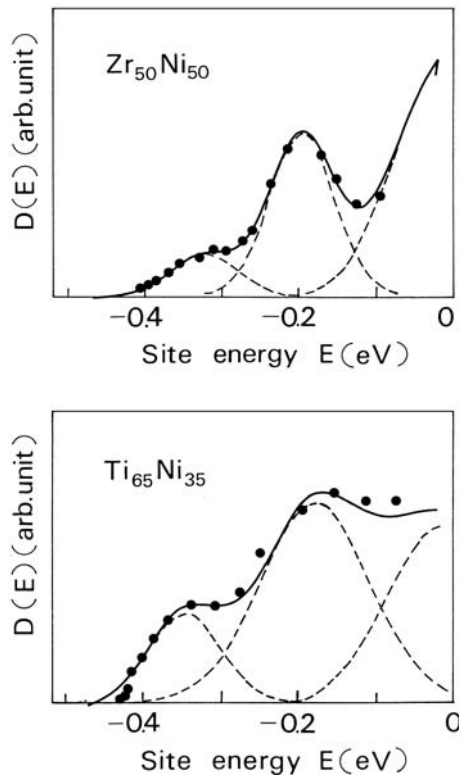 D(E) (arb.unit)
Zr₅₀Ni₅₀
−0.4 −0.2 0
Site energy E(eV)
D(E) (arb.unit)
Ti₆₅Ni₃₅
−0.4 −0.2 0
Site energy E(eV)